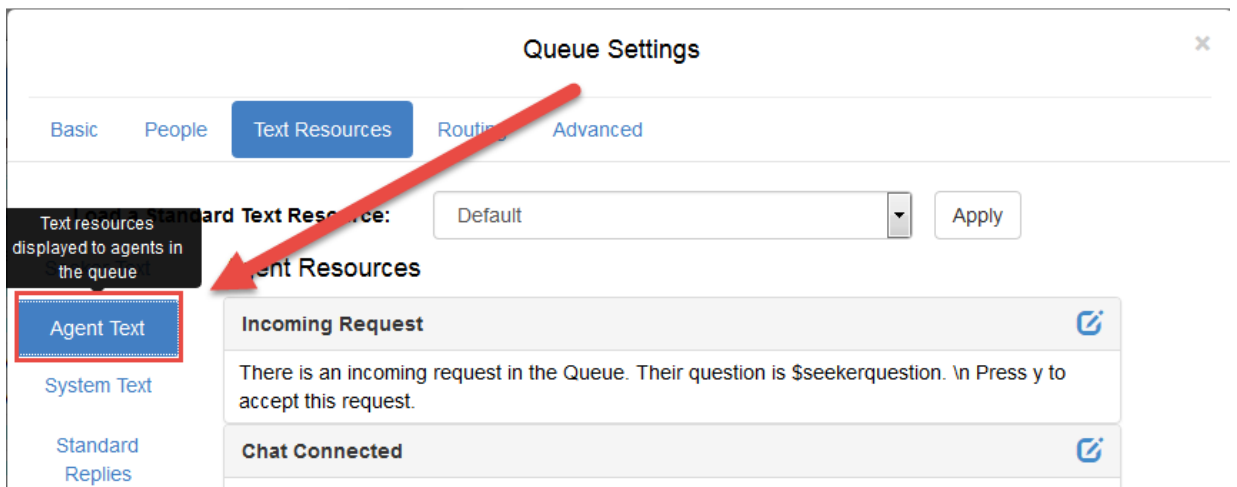 Queue Settings
×
Basic People Text Resources Routing Advanced
Standard Text Resource: Default Apply
Text resources
displayed to agents in
the queue
Text
Resources
Agent Text
Incoming Request
There is an incoming request in the Queue. Their question is $seekerquestion. \n Press y to
accept this request.
System Text
Standard
Replies
Chat Connected